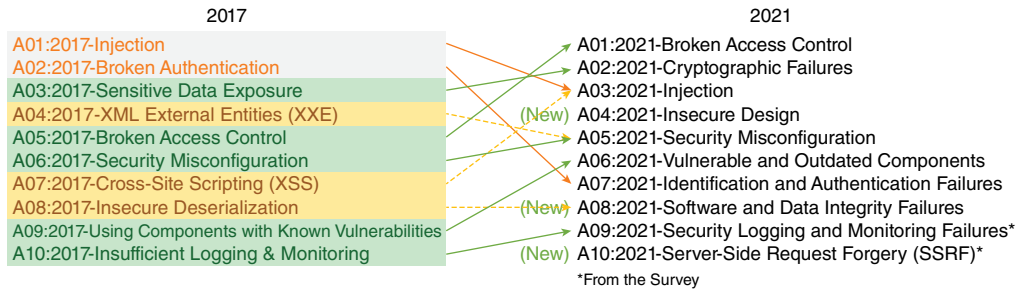 2017
A01:2017-Injection
A02:2017-Broken Authentication
A03:2017-Sensitive Data Exposure
A04:2017-XML External Entities (XXE)
A05:2017-Broken Access Control
A06:2017-Security Misconfiguration
A07:2017-Cross-Site Scripting (XSS)
A08:2017-Insecure Deserialization
A09:2017-Using Components with Known Vulnerabilities
A10:2017-Insufficient Logging & Monitoring
2021
A01:2021-Broken Access Control
A02:2021-Cryptographic Failures
A03:2021-Injection
(New) A04:2021-Insecure Design
A05:2021-Security Misconfiguration
A06:2021-Vulnerable and Outdated Components
A07:2021-Identification and Authentication Failures
(New) A08:2021-Software and Data Integrity Failures
A09:2021-Security Logging and Monitoring Failures*
(New) A10:2021-Server-Side Request Forgery (SSRF)*
*From the Survey